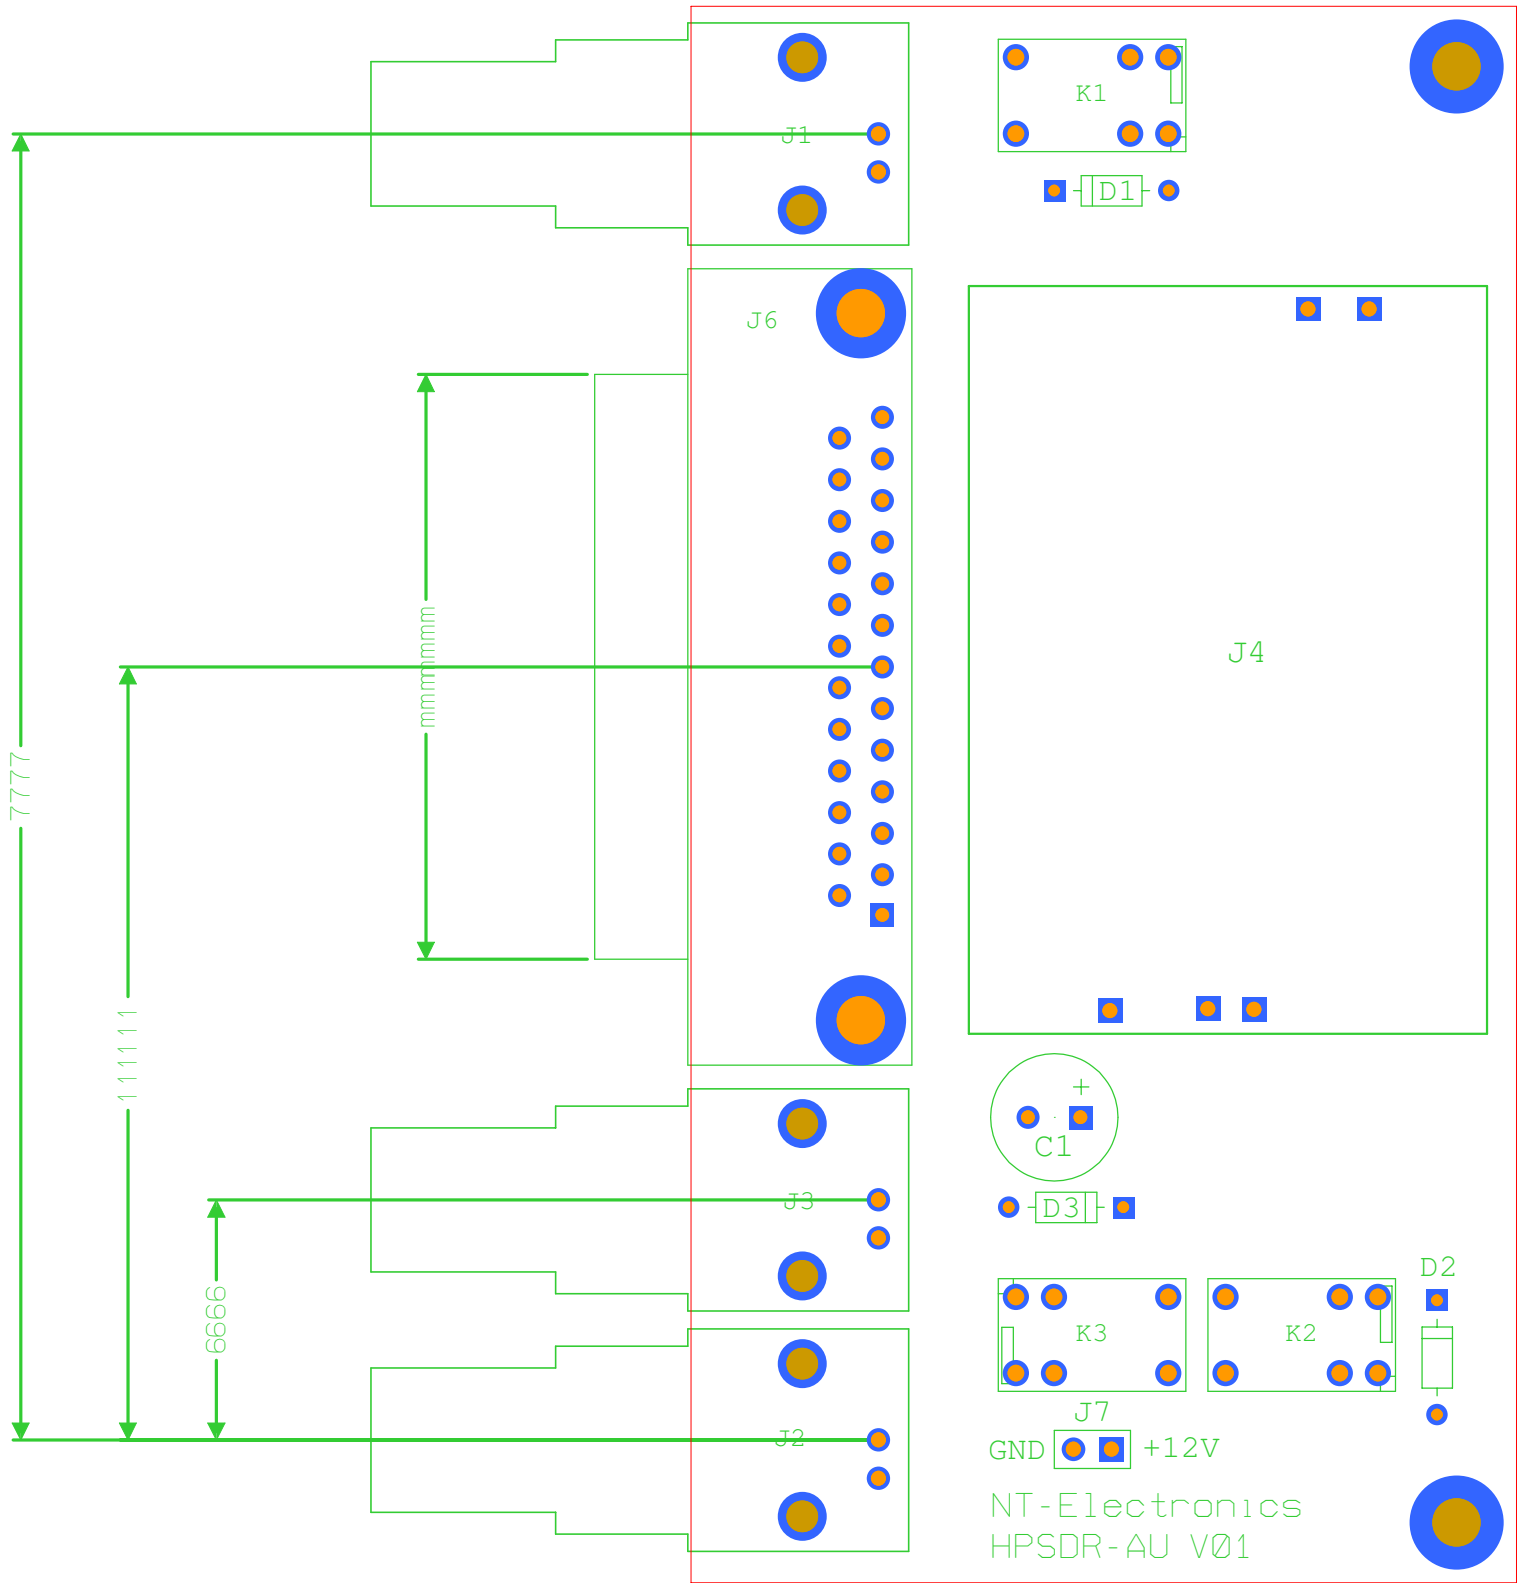 J1
K1
D1
J6
J4
mmmmmmm
7777
111111
C1
+
J3
D3
6666
D2
K3
K2
J7
J2
GND
+12V
NT-Electronics
HPSDR-AU V01